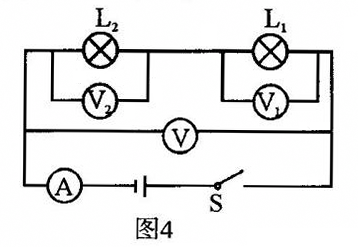 L₂ L₁
V₂ V₁
V
A S
图4